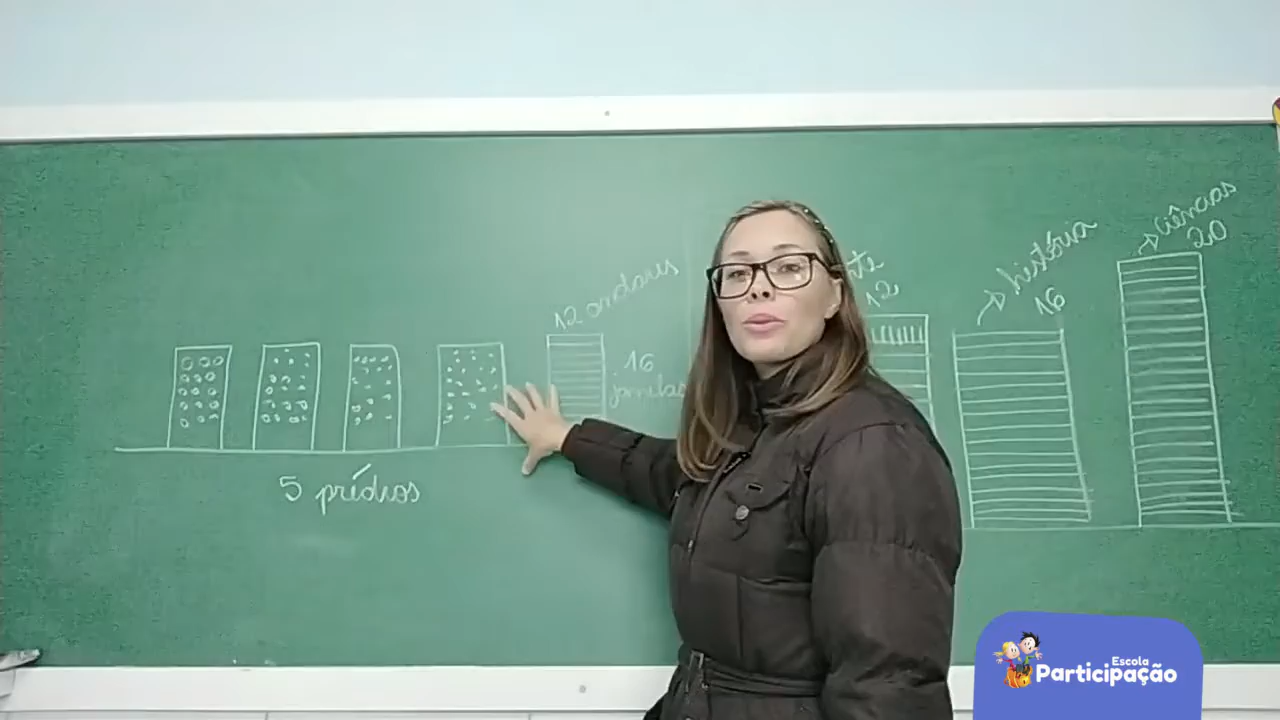 12 andares
16
janelas
5 prédios
12
história
16
Ciências
20
Escola
Participação